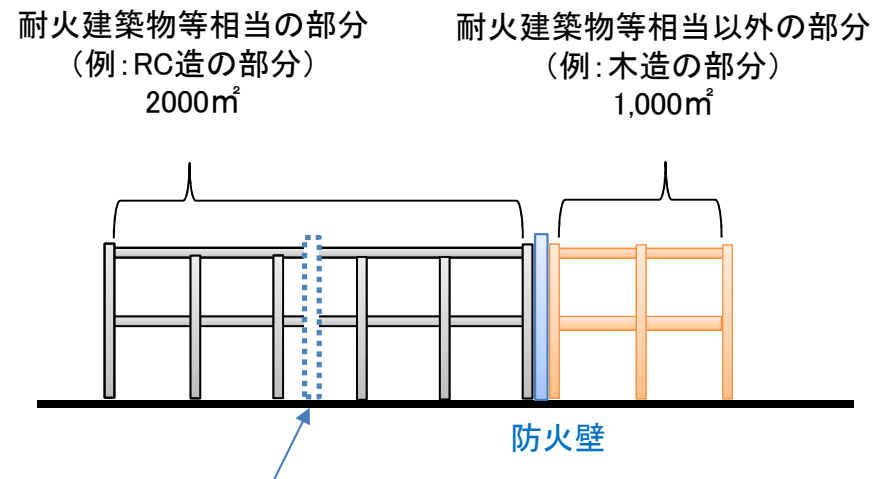 耐火建築物等相当の部分
（例：RC造の部分）
2000㎡
耐火建築物等相当以外の部分
（例：木造の部分）
1,000㎡
防火壁